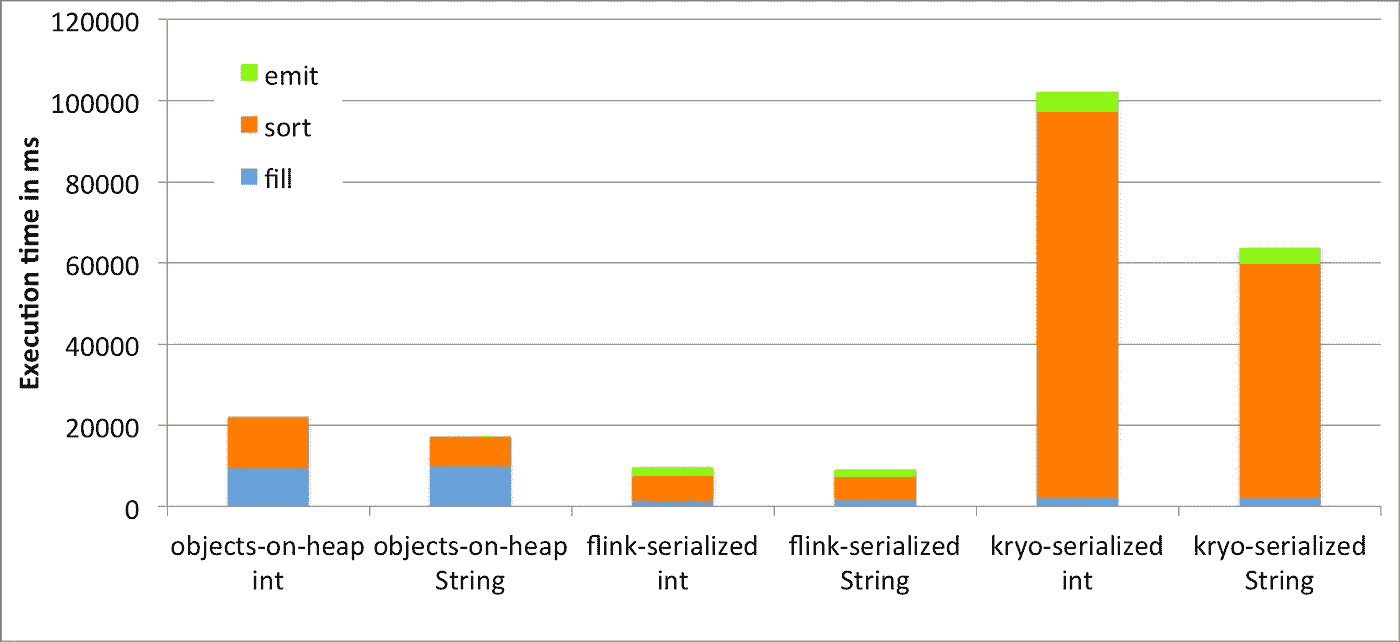 120000
100000
80000
60000
40000
20000
0
Execution time in ms
emit
sort
fill
objects-on-heap int
objects-on-heap String
flink-serialized int
flink-serialized String
kryo-serialized int
kryo-serialized String